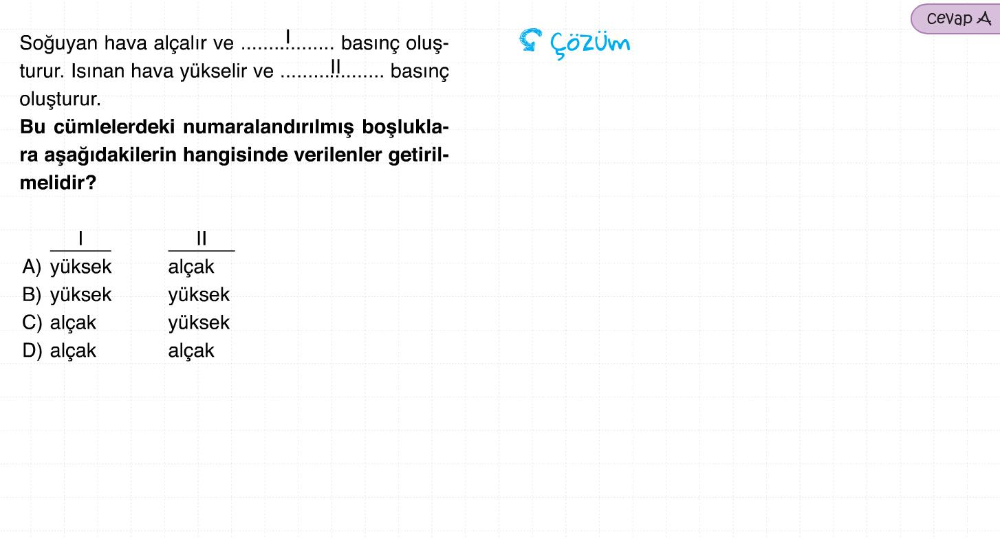 cevap A
Soğuyan hava alçalır ve .........I......... basınç oluş-
turur. Isınan hava yükselir ve ..........II.......... basınç
oluşturur.
Bu cümlelerdeki numaralandırılmış boşlukla-
ra aşağıdakilerin hangisinde verilenler getiril-
melidir?
I II
A) yüksek alçak
B) yüksek yüksek
C) alçak yüksek
D) alçak alçak
Çözüm